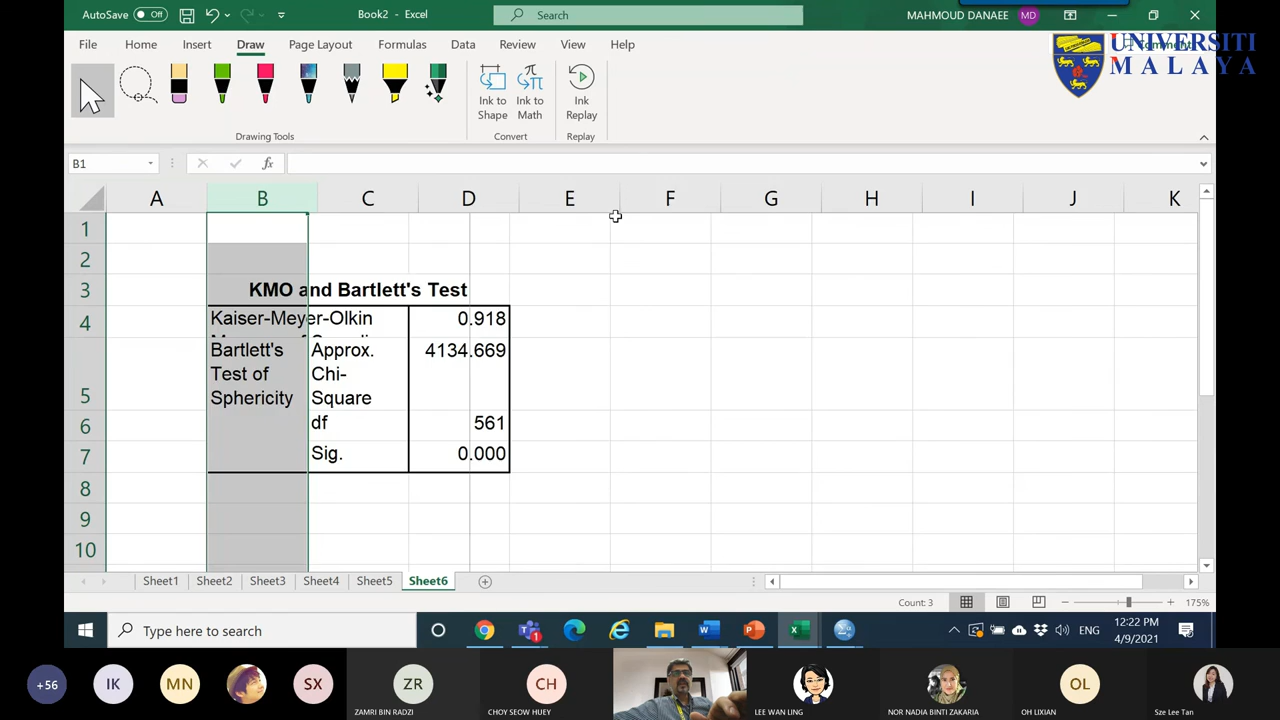 AutoSave Off
Book2 - Excel
Search
MAHMOUD DANAEE MD
File Home Insert Draw Page Layout Formulas Data Review View Help
UNIVERSITI
MALAYA
Ink to Shape
Ink to Math
Ink Replay
Drawing Tools
Convert
Replay
B1
fx
A B C D E F G H I J K
1
2
3 KMO and Bartlett's Test
4 Kaiser-Meyer-Olkin 0.918
5 Bartlett's Test of Sphericity Approx. Chi-Square 4134.669
6 df 561
7 Sig. 0.000
8
9
10
Sheet1 Sheet2 Sheet3 Sheet4 Sheet5 Sheet6
Count: 3
175%
Type here to search
1
ENG
12:22 PM
4/9/2021
+56 IK MN SX ZR CH OL
ZAMRI BIN RADZI
CHOY SEOW HUEY
LEE WAN LING
NOR NADIA BINTI ZAKARIA
OH LIXIAN
Sze Lee Tan